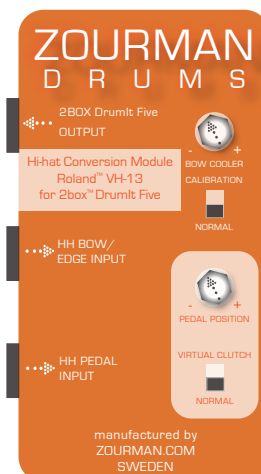 ZOURMAN
DRUMS
2BOX DrumIt Five
OUTPUT
Hi-hat Conversion Module
Roland™ VH-13
for 2box™ DrumIt Five
- +
BOW COOLER
CALIBRATION
NORMAL
HH BOW/
EDGE INPUT
- +
PEDAL POSITION
VIRTUAL CLUTCH
NORMAL
HH PEDAL
INPUT
manufactured by
ZOURMAN.COM
SWEDEN